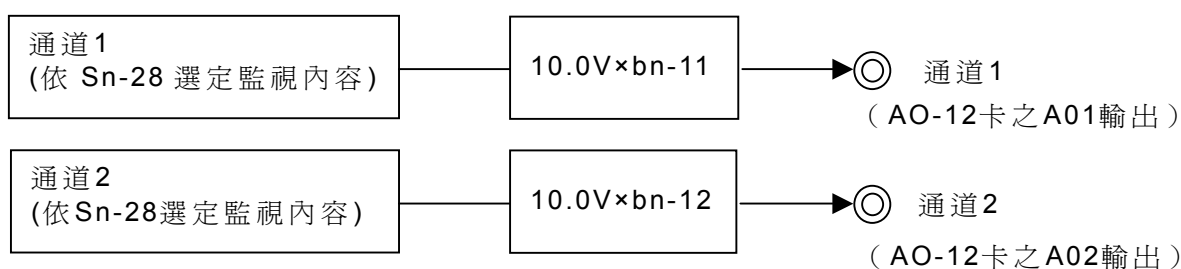 通道1
(依 Sn-28 選定監視內容)
10.0V×bn-11
通道1
（AO-12卡之A01輸出）
通道2
(依Sn-28選定監視內容)
10.0V×bn-12
通道2
（AO-12卡之A02輸出）